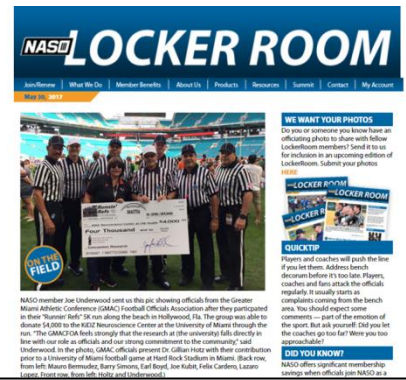 NASO LOCKER ROOM
Join/Renew What We Do Member Benefits About Us Products Resources Summit Contact My Account
May 30, 2017
ON THE FIELD
Four Thousand
NASO member Joe Underwood sent us this pic showing officials from the Greater
Miami Athletic Conference (GMAC) Football Officials Association after they participated
in their "Runnin' Refs" 5K run along the beach in Hollywood, Fla. The group was able to
donate $4,000 to the KiDZ Neuroscience Center at the University of Miami through the
run. "The GMACFOA feels strongly that the research at (the university) falls directly in
line with our role as officials and our strong commitment to the community," said
Underwood. In the photo, GMAC officials present Dr. Gillian Hotz with their contribution
prior to a University of Miami football game at Hard Rock Stadium in Miami. (Back row,
from left: Mauro Bermudez, Barry Simons, Earl Boyd, Joe Kubit, Felix Cardero, Lazaro
Lopez. Front row, from left: Holtz and Underwood.)
WE WANT YOUR PHOTOS
Do you or someone you know have an
officiating photo to share with fellow
LockerRoom members? Send it to us
for inclusion in an upcoming edition of
LockerRoom. Submit your photos
HERE
LOCKER ROOM
LOCKER ROOM
LOCKER
QUICKTIP
Players and coaches will push the line
if you let them. Address bench
decorum before it's too late. Players,
coaches and fans attack the officials
regularly. It usually starts as
complaints coming from the bench
area. You should expect some
comments — part of the emotion of
the sport. But ask yourself: Did you let
the coaches go too far? Were you too
approachable?
DID YOU KNOW?
NASO offers significant membership
savings when officials join NASO as a